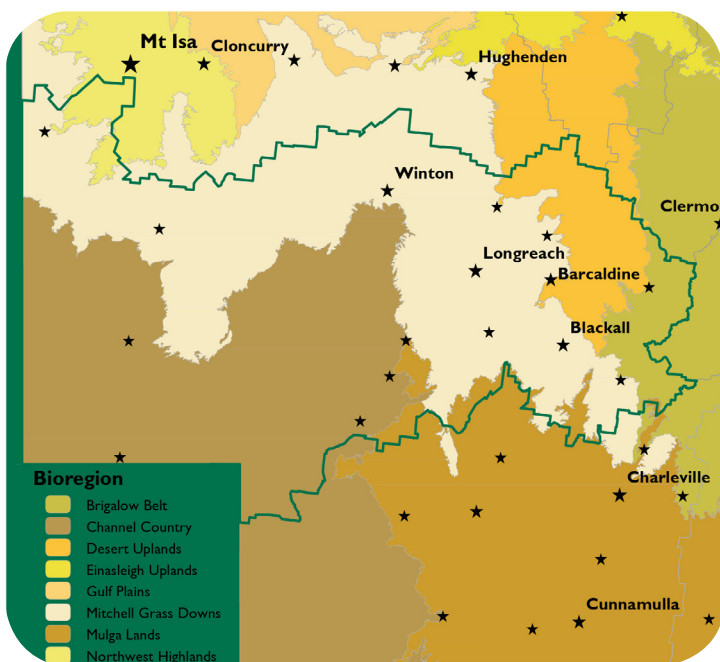 Mt Isa
Cloncurry
Hughenden
Winton
Clermo
Longreach
Barcaldine
Blackall
Charleville
Cunnamulla
Bioregion
Brigalow Belt
Channel Country
Desert Uplands
Einasleigh Uplands
Gulf Plains
Mitchell Grass Downs
Mulga Lands
Northwest Highlands